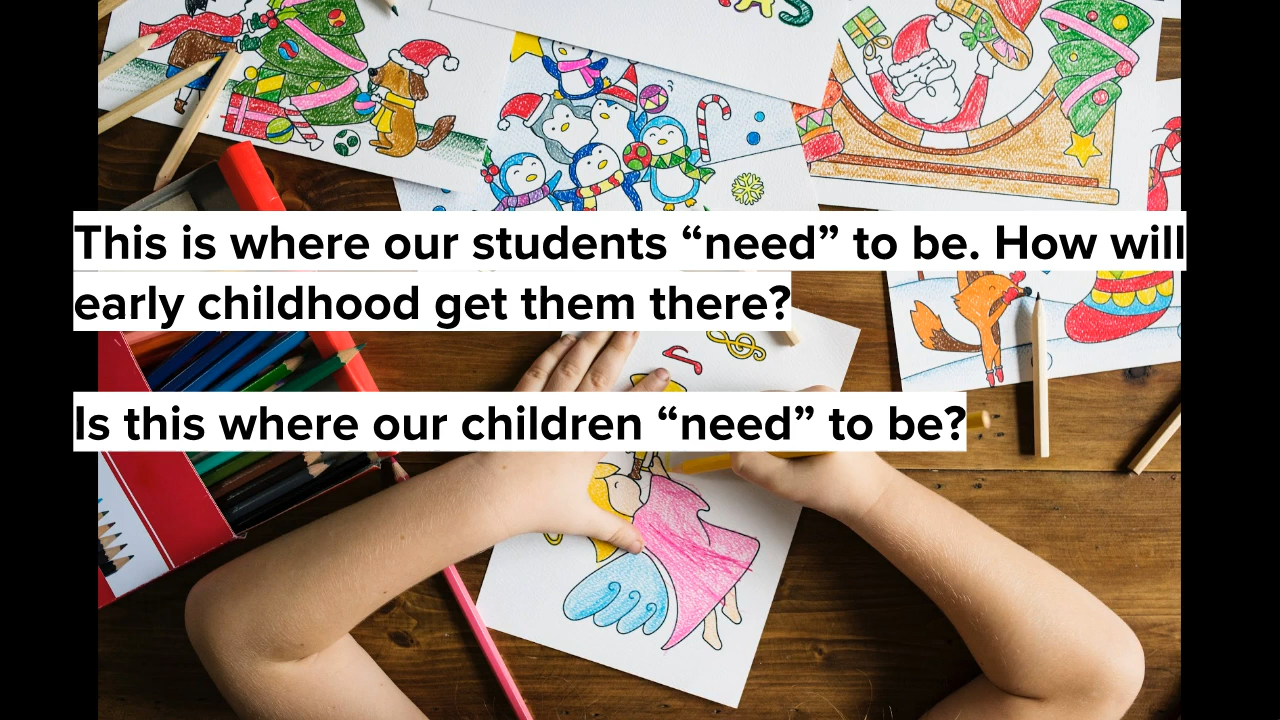 AS
This is where our students “need” to be. How will
early childhood get them there?
Is this where our children “need” to be?